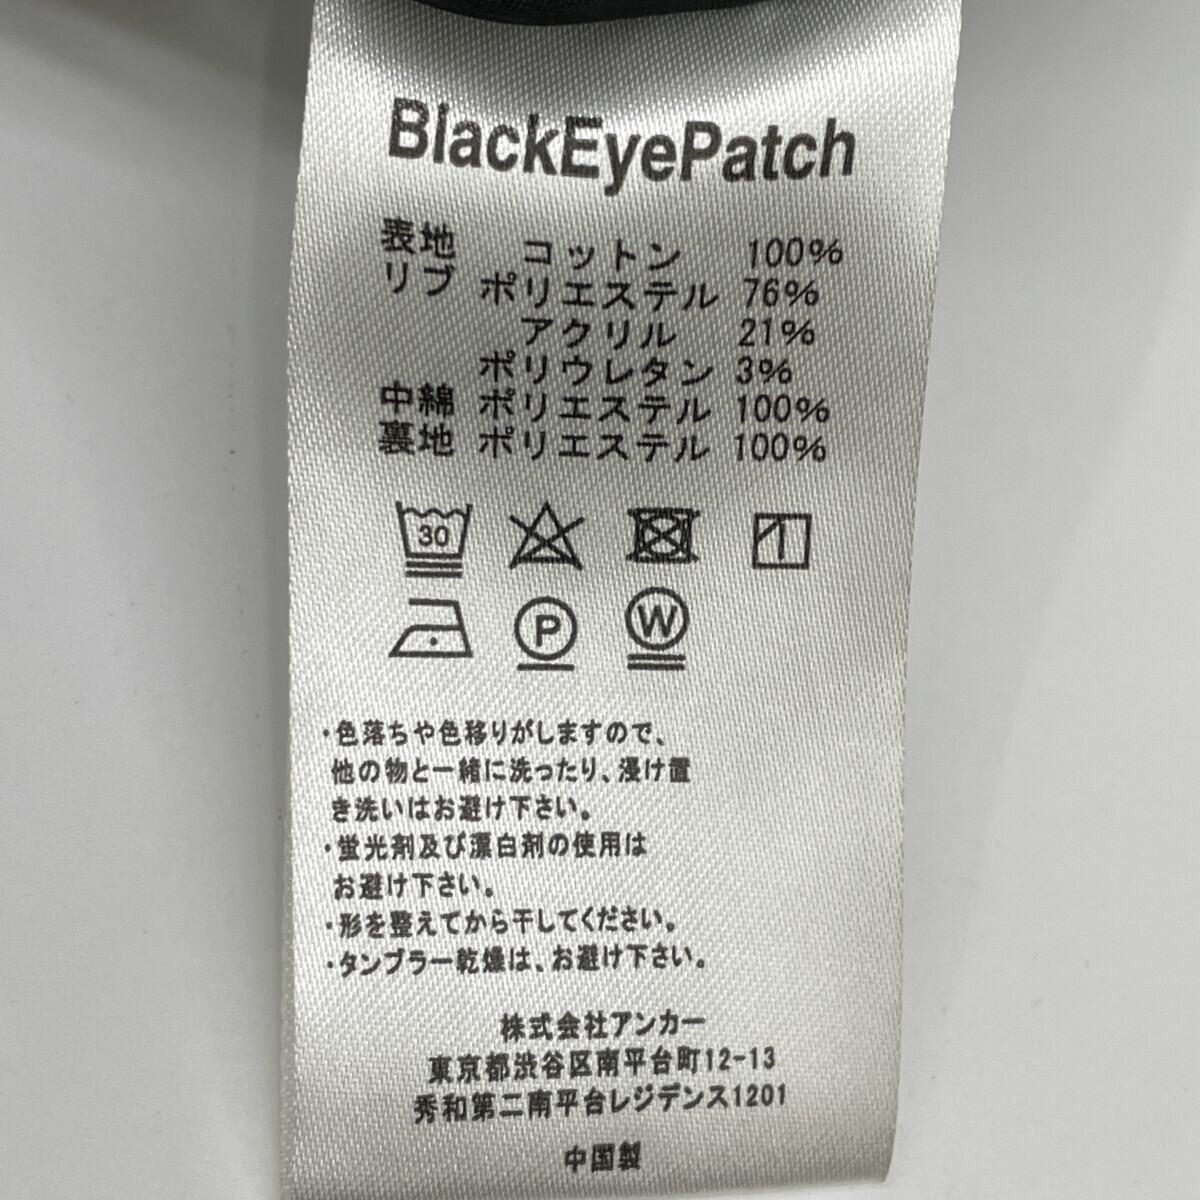 BlackEyePatch
表地 コットン 100%
リブ ポリエステル 76%
アクリル 21%
ポリウレタン 3%
中綿 ポリエステル 100%
裏地 ポリエステル 100%
30
P W
・色落ちや色移りがしますので、
他の物と一緒に洗ったり、浸け置
き洗いはお避け下さい。
・蛍光剤及び漂白剤の使用は
お避け下さい。
・形を整えてから干してください。
・タンブラー乾燥は、お避け下さい。
株式会社アンカー
東京都渋谷区南平台町12-13
秀和第二南平台レジデンス1201
中国製